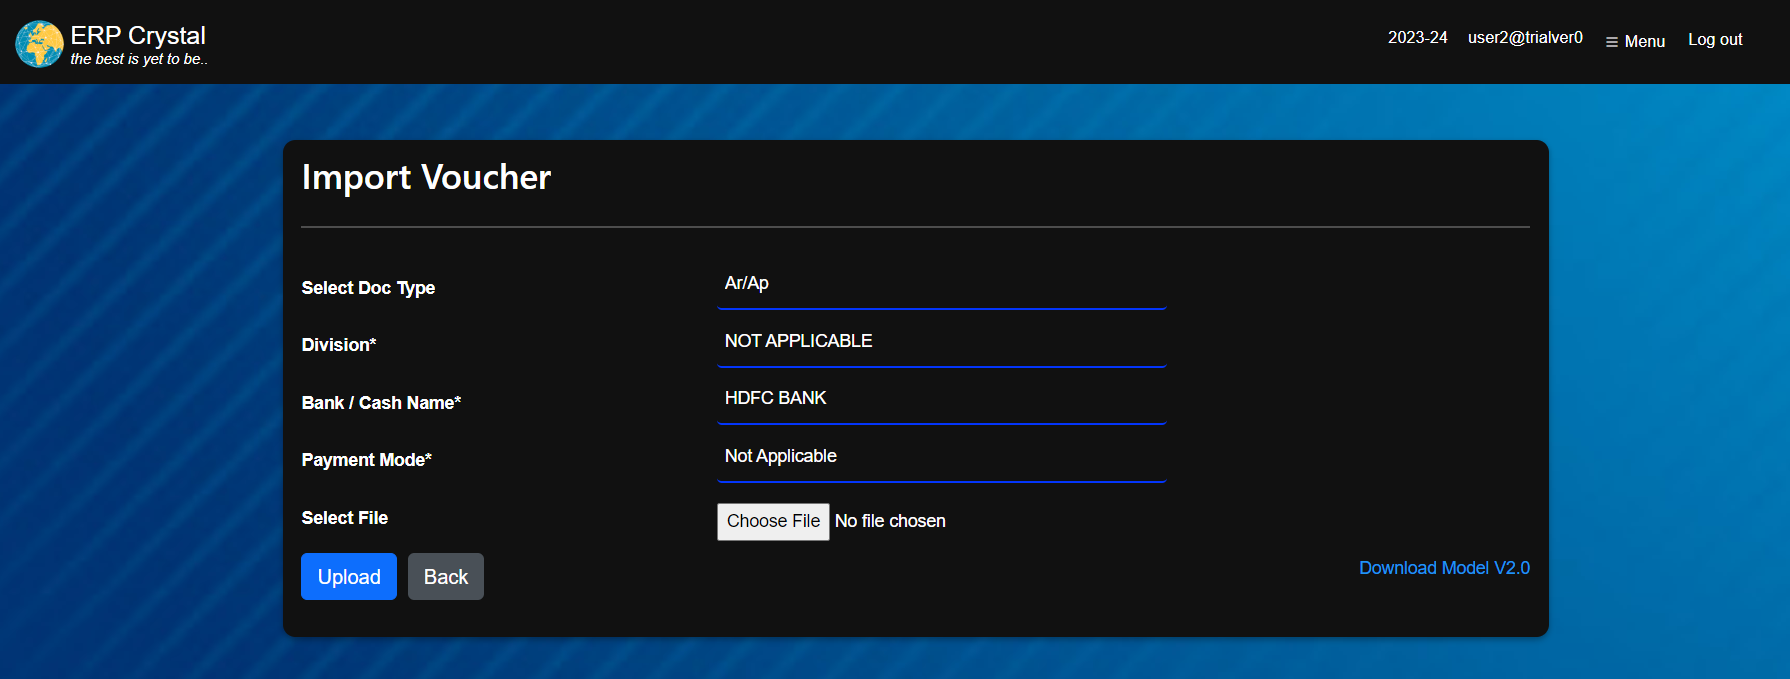 ERP Crystal
the best is yet to be..
2023-24 user2@trialver0 Menu Log out
Import Voucher
Select Doc Type Ar/Ap
Division* NOT APPLICABLE
Bank / Cash Name* HDFC BANK
Payment Mode* Not Applicable
Select File Choose File No file chosen
Upload Back Download Model V2.0